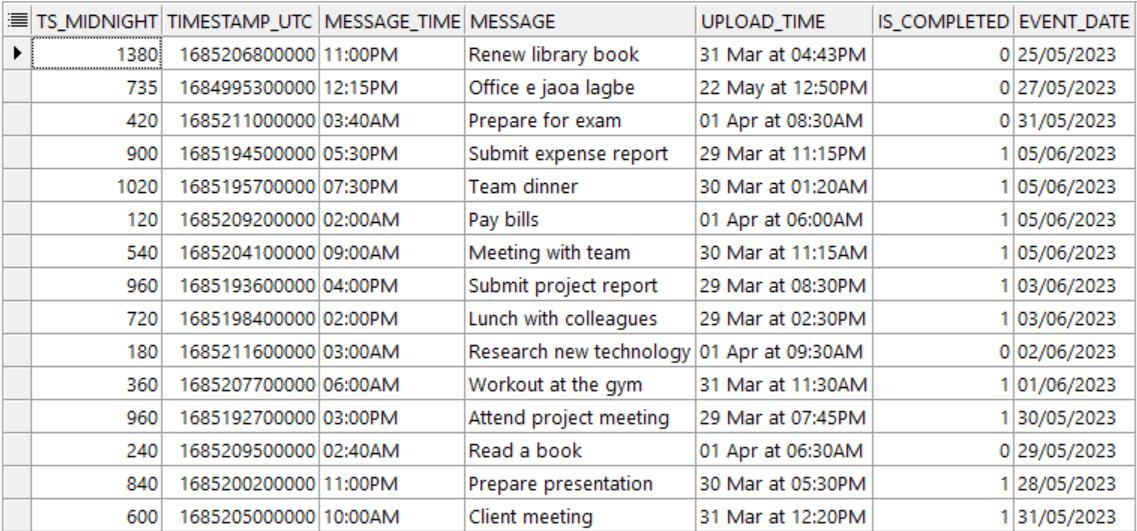 TS_MIDNIGHT TIMESTAMP_UTC MESSAGE_TIME MESSAGE UPLOAD_TIME IS_COMPLETED EVENT_DATE
1380 1685206800000 11:00PM Renew library book 31 Mar at 04:43PM 0 25/05/2023
735 1684995300000 12:15PM Office e jaoa lagbe 22 May at 12:50PM 0 27/05/2023
420 1685211000000 03:40AM Prepare for exam 01 Apr at 08:30AM 0 31/05/2023
900 1685194500000 05:30PM Submit expense report 29 Mar at 11:15PM 1 05/06/2023
1020 1685195700000 07:30PM Team dinner 30 Mar at 01:20AM 1 05/06/2023
120 1685209200000 02:00AM Pay bills 01 Apr at 06:00AM 1 05/06/2023
540 1685204100000 09:00AM Meeting with team 30 Mar at 11:15AM 1 05/06/2023
960 1685193600000 04:00PM Submit project report 29 Mar at 08:30PM 1 03/06/2023
720 1685198400000 02:00PM Lunch with colleagues 29 Mar at 02:30PM 1 03/06/2023
180 1685211600000 03:00AM Research new technology 01 Apr at 09:30AM 0 02/06/2023
360 1685207700000 06:00AM Workout at the gym 31 Mar at 11:30AM 1 01/06/2023
960 1685192700000 03:00PM Attend project meeting 29 Mar at 07:45PM 1 30/05/2023
240 1685209500000 02:40AM Read a book 01 Apr at 06:30AM 0 29/05/2023
840 1685200200000 11:00PM Prepare presentation 30 Mar at 05:30PM 1 28/05/2023
600 1685205000000 10:00AM Client meeting 31 Mar at 12:20PM 1 31/05/2023